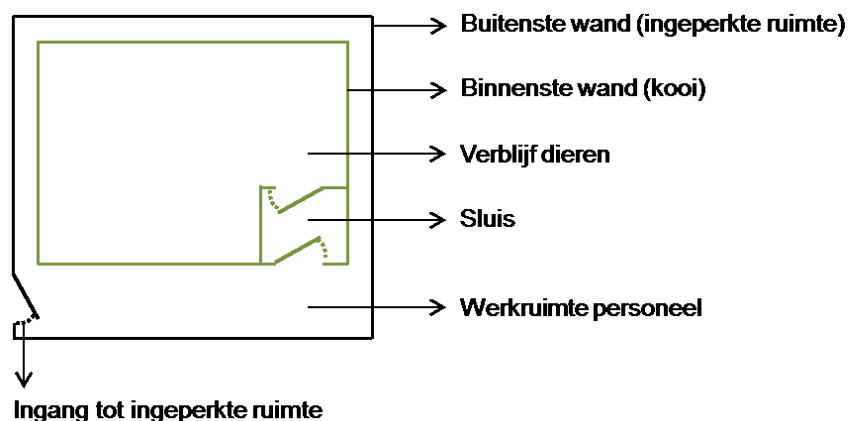 Buitenste wand (ingeperkte ruimte)
Binnenste wand (kooi)
Verblijf dieren
Sluis
Werkruimte personeel
Ingang tot ingeperkte ruimte